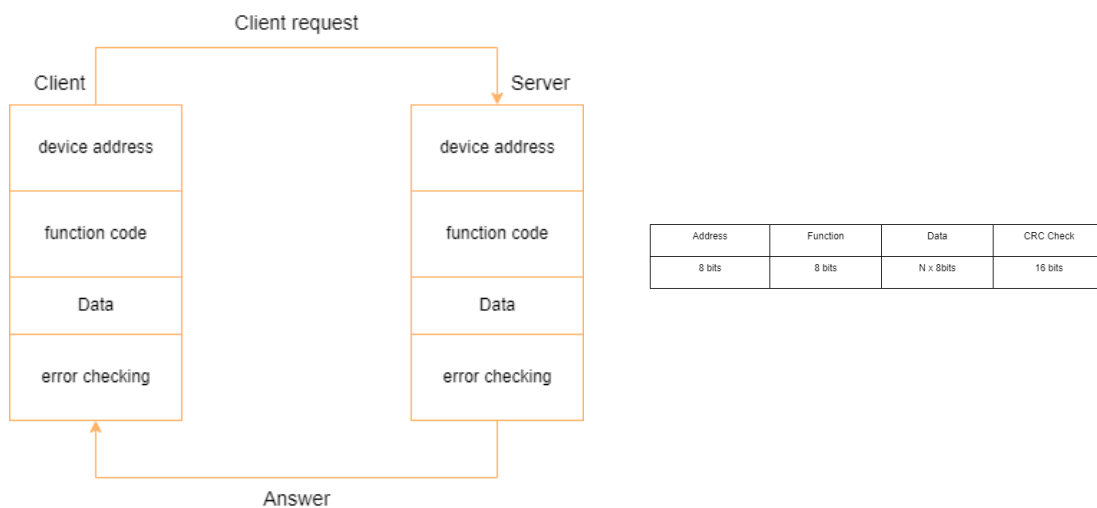 Client request
Client
Server
device address
function code
Data
error checking
device address
function code
Data
error checking
Answer
Address Function Data CRC Check
8 bits 8 bits N x 8bits 16 bits